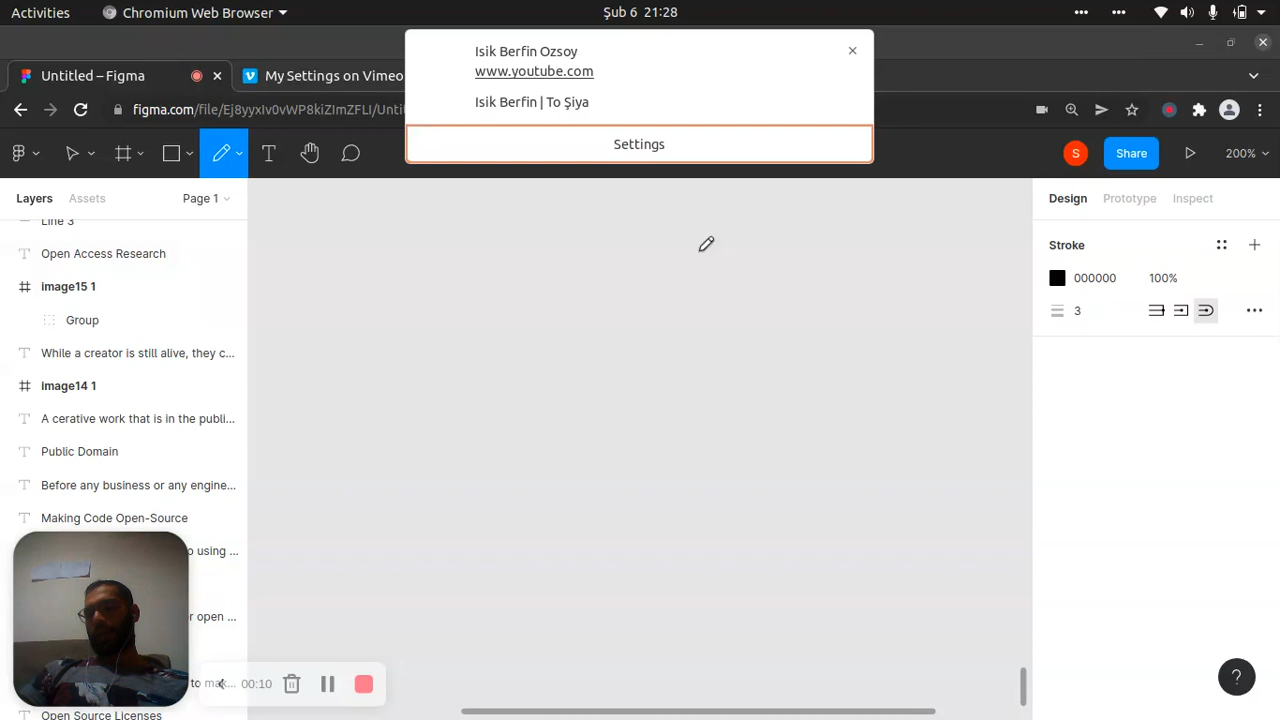 Activities
Chromium Web Browser
Şub 6 21:28
Isik Berfin Ozsoy
www.youtube.com
Isik Berfin | To Şiya
Settings
Untitled – Figma
My Settings on Vimeo
figma.com/file/Ej8yyxIv0vWP8kiZImZFLI/Unti
S
Share
200%
Layers
Assets
Page 1
Design
Prototype
Inspect
Line 3
Open Access Research
image15 1
Group
While a creator is still alive, they c...
image14 1
A cerative work that is in the publi...
Public Domain
Before any business or any engine...
Making Code Open-Source
o using ...
r open ...
to mak...
Open Source Licenses
Stroke
000000
100%
3
00:10
?